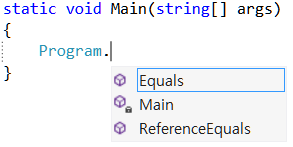 static void Main(string[] args)
{
    Program.
}
Equals
Main
ReferenceEquals